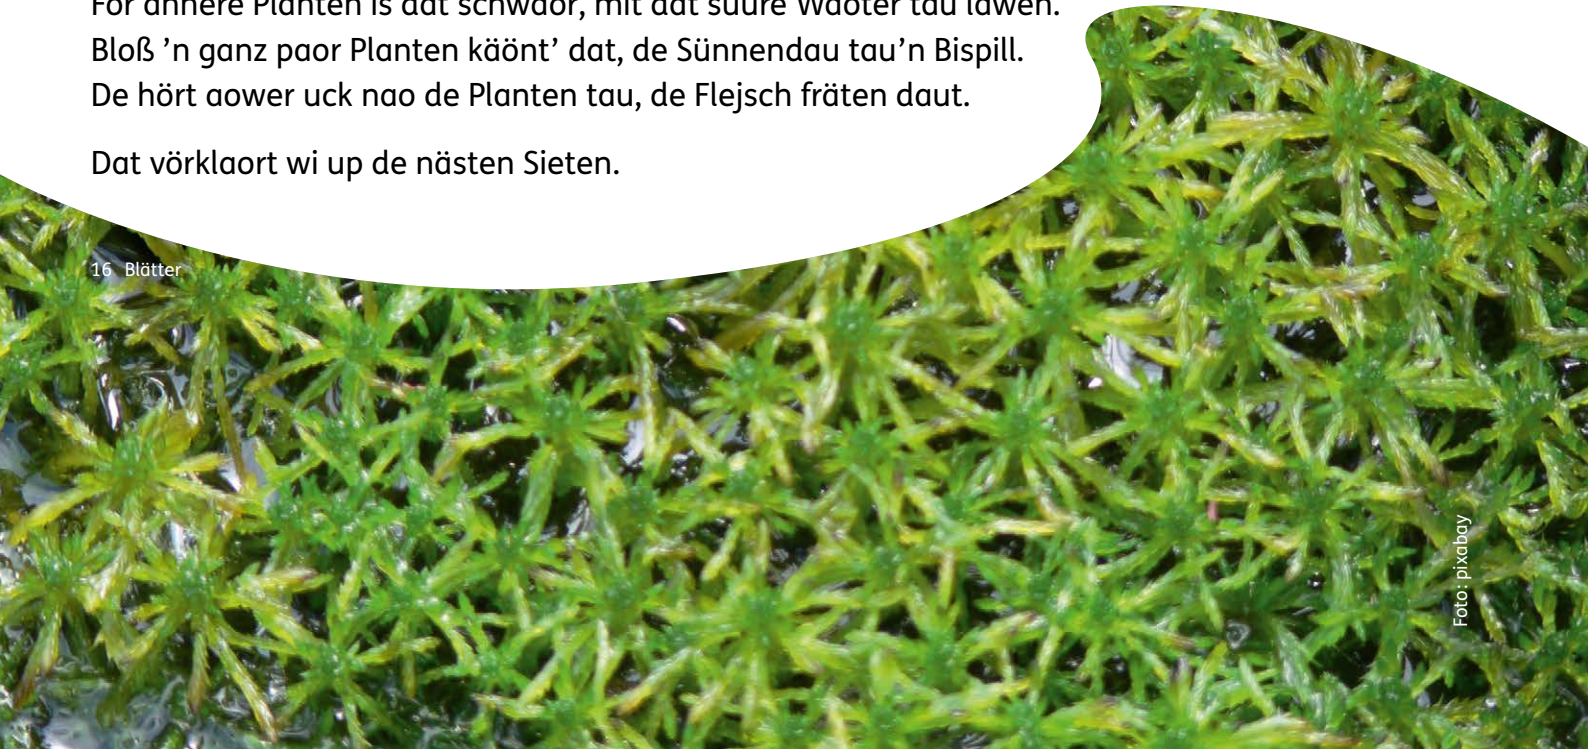 För annere Planten is dat schwaor, mit dat suure Waoter tau läwen.
Bloß ’n ganz paor Planten käönt’ dat, de Sünnendau tau’n Bispill.
De hört aower uck nao de Planten tau, de Flejsch fräten daut.
Dat vörklaort wi up de nästen Sieten.
16 Blätter
Foto: pixabay